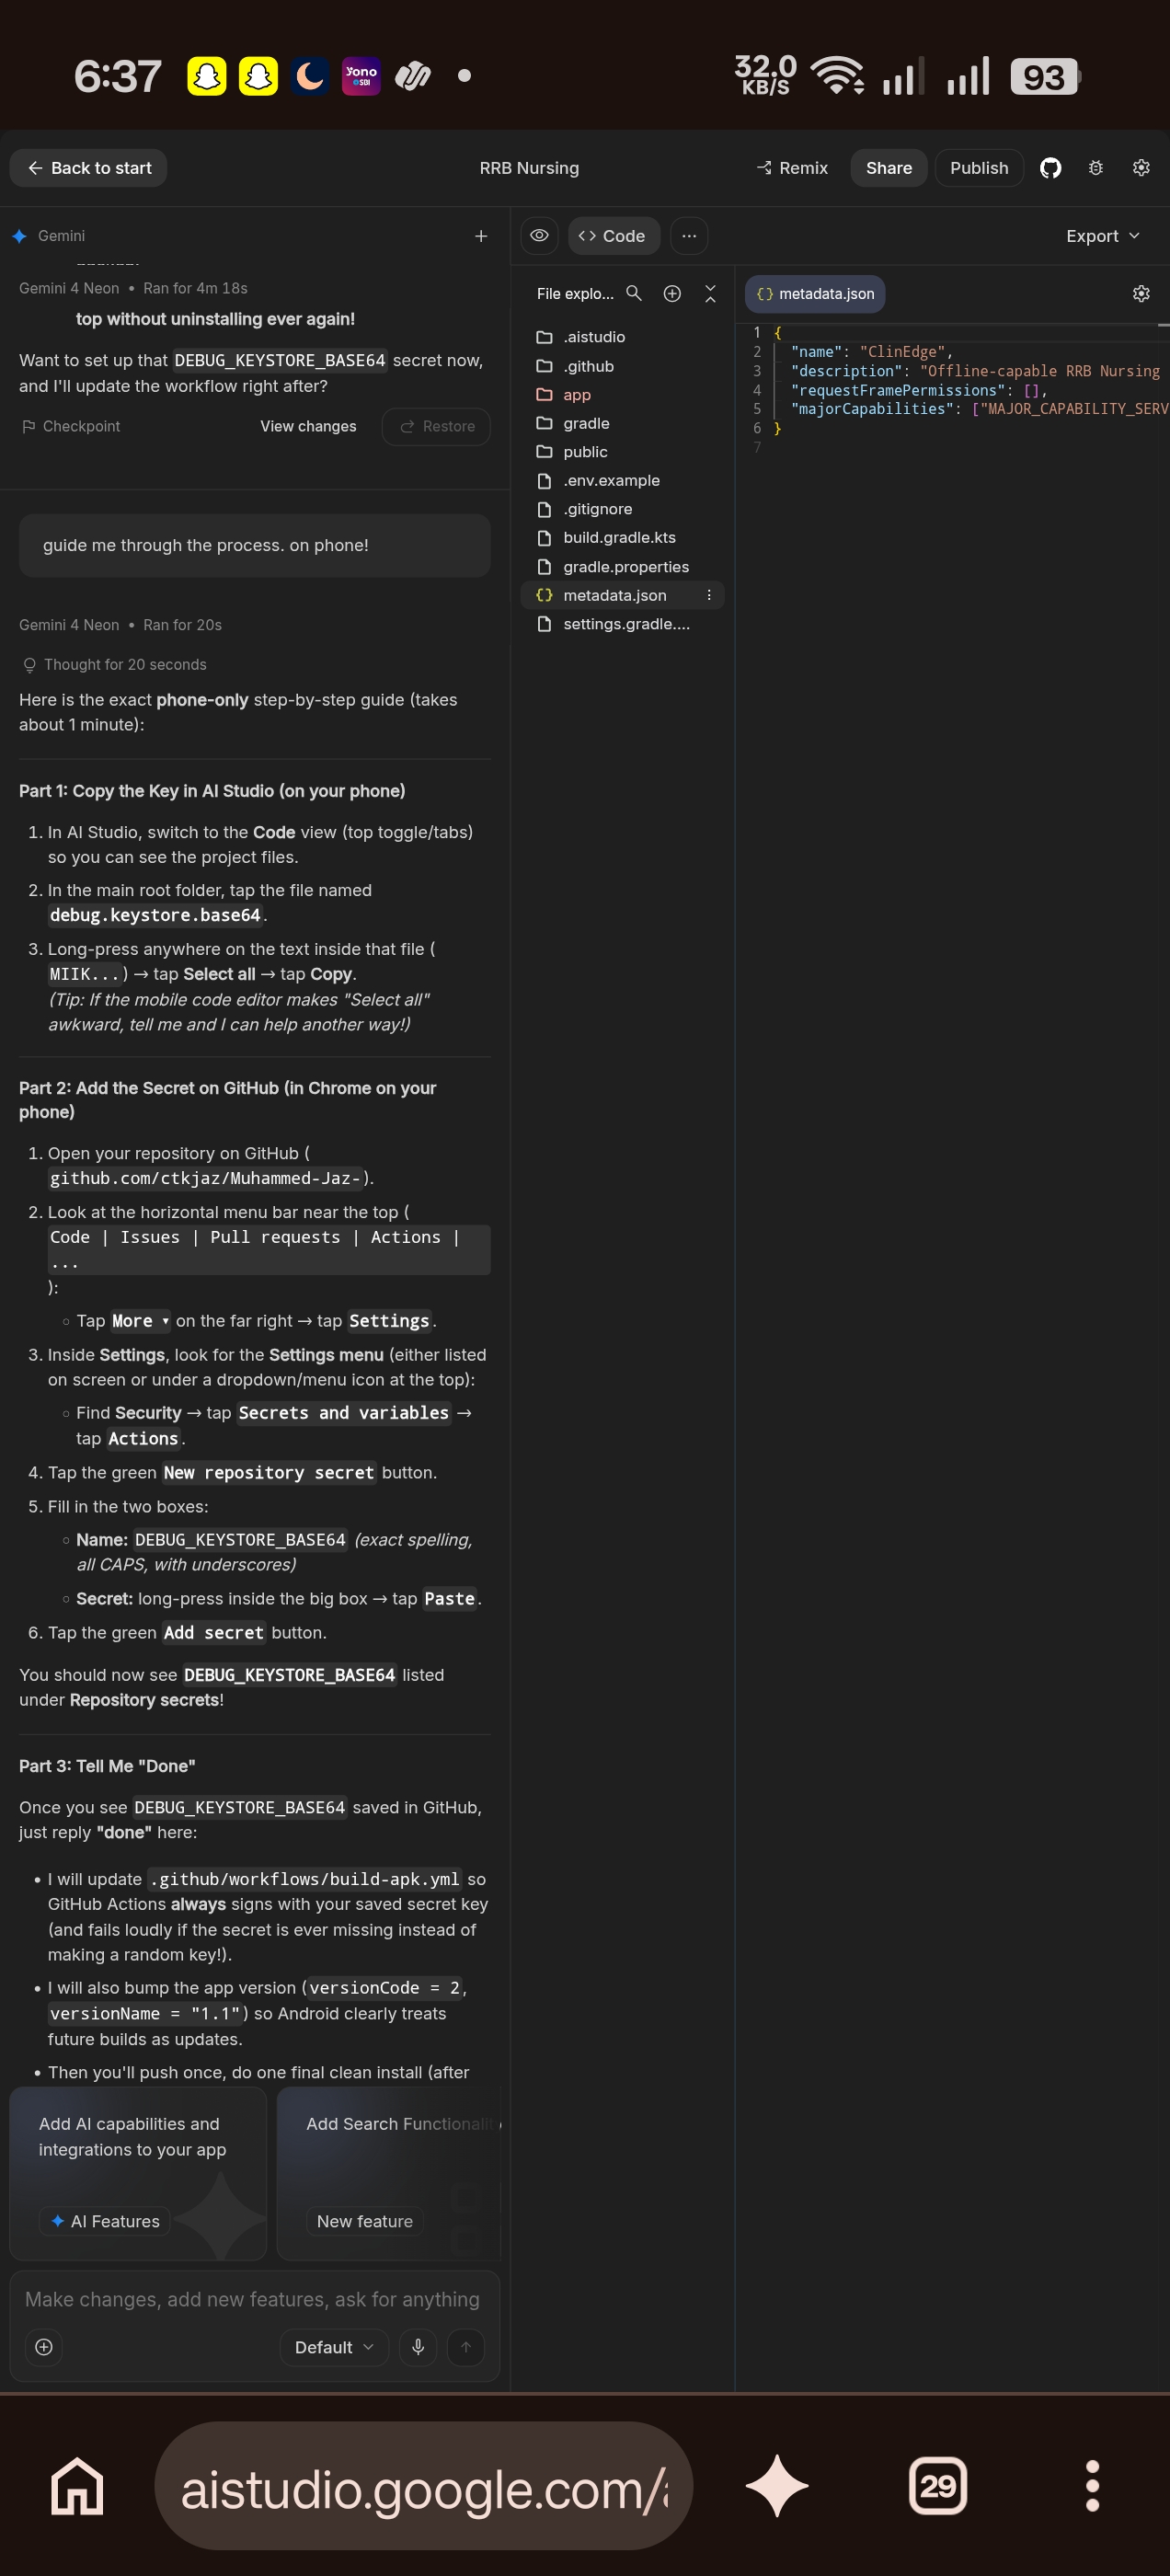 6:37
yono
SBI
32.0
KB/S
93
Back to start
RRB Nursing
Remix
Share
Publish
Gemini
Gemini 4 Neon • Ran for 4m 18s
top without uninstalling ever again!
Want to set up that DEBUG_KEYSTORE_BASE64 secret now,
and I'll update the workflow right after?
Checkpoint
View changes
Restore
guide me through the process. on phone!
Gemini 4 Neon • Ran for 20s
Thought for 20 seconds
Here is the exact phone-only step-by-step guide (takes
about 1 minute):
Part 1: Copy the Key in AI Studio (on your phone)
1. In AI Studio, switch to the Code view (top toggle/tabs)
so you can see the project files.
2. In the main root folder, tap the file named
debug.keystore.base64.
3. Long-press anywhere on the text inside that file (
MIIK...) → tap Select all → tap Copy.
(Tip: If the mobile code editor makes "Select all"
awkward, tell me and I can help another way!)
Part 2: Add the Secret on GitHub (in Chrome on your
phone)
1. Open your repository on GitHub (
github.com/ctkjaz/Muhammed-Jaz-).
2. Look at the horizontal menu bar near the top (
Code | Issues | Pull requests | Actions |
...
):
Tap More ▾ on the far right → tap Settings.
3. Inside Settings, look for the Settings menu (either listed
on screen or under a dropdown/menu icon at the top):
Find Security → tap Secrets and variables →
tap Actions.
4. Tap the green New repository secret button.
5. Fill in the two boxes:
Name: DEBUG_KEYSTORE_BASE64 (exact spelling,
all CAPS, with underscores)
Secret: long-press inside the big box → tap Paste.
6. Tap the green Add secret button.
You should now see DEBUG_KEYSTORE_BASE64 listed
under Repository secrets!
Part 3: Tell Me "Done"
Once you see DEBUG_KEYSTORE_BASE64 saved in GitHub,
just reply "done" here:
• I will update .github/workflows/build-apk.yml so
GitHub Actions always signs with your saved secret key
(and fails loudly if the secret is ever missing instead of
making a random key!).
• I will also bump the app version (versionCode = 2,
versionName = "1.1") so Android clearly treats
future builds as updates.
• Then you'll push once, do one final clean install (after
Add AI capabilities and
integrations to your app
AI Features
Add Search Functionalit
New feature
Make changes, add new features, ask for anything
Default
Code
Export
File explo...
.aistudio
.github
app
gradle
public
.env.example
.gitignore
build.gradle.kts
gradle.properties
{} metadata.json
settings.gradle....
{} metadata.json
1 {
2 "name": "ClinEdge",
3 "description": "Offline-capable RRB Nursing
4 "requestFramePermissions": [],
5 "majorCapabilities": ["MAJOR_CAPABILITY_SERV
6 }
7
aistudio.google.com/
29